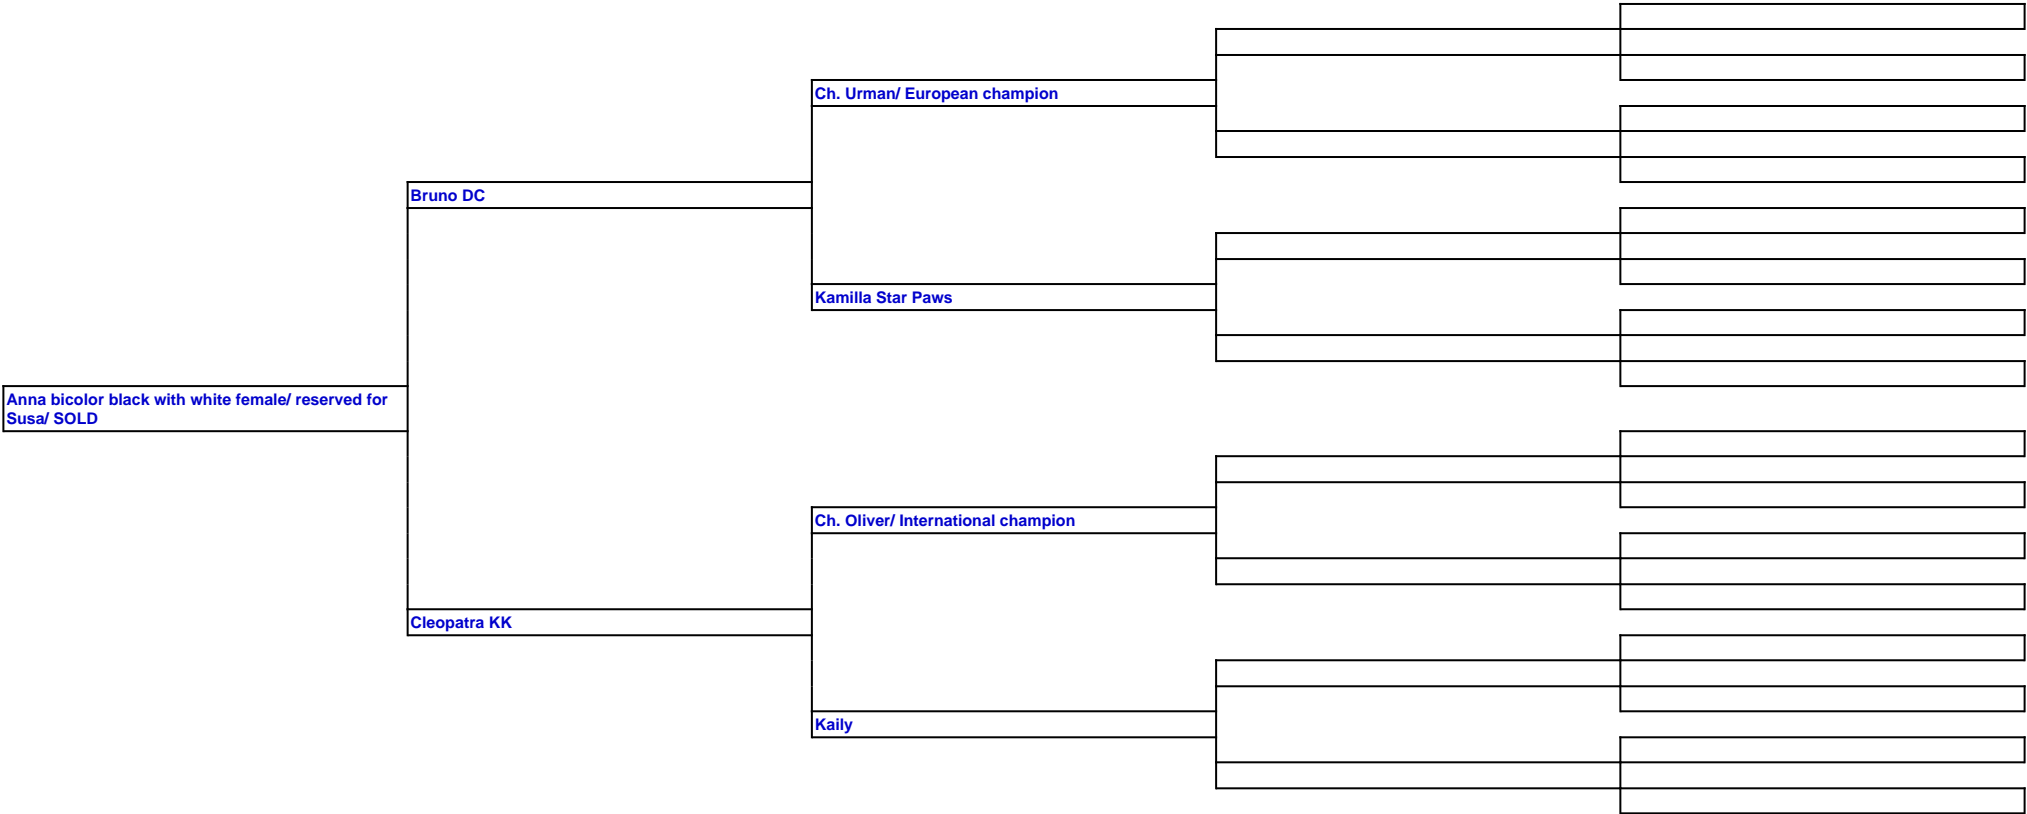 Ch. Urman/ European champion
Bruno DC
Kamilla Star Paws
Anna bicolor black with white female/ reserved for
Susa/ SOLD
Ch. Oliver/ International champion
Cleopatra KK
Kaily